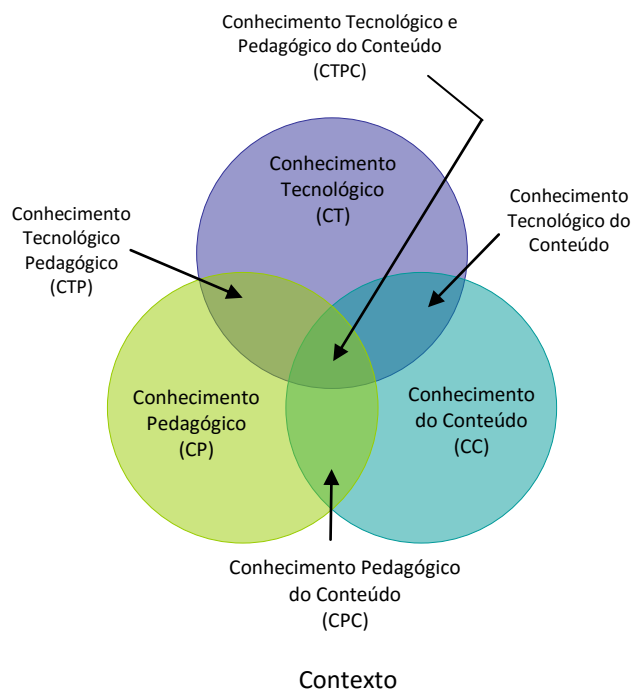 Conhecimento Tecnológico e
Pedagógico do Conteúdo
(CTPC)
Conhecimento
Tecnológico
(CT)
Conhecimento
Tecnológico do
Conteúdo
Conhecimento
Tecnológico
Pedagógico
(CTP)
Conhecimento
Pedagógico
(CP)
Conhecimento
do Conteúdo
(CC)
Conhecimento Pedagógico
do Conteúdo
(CPC)
Contexto